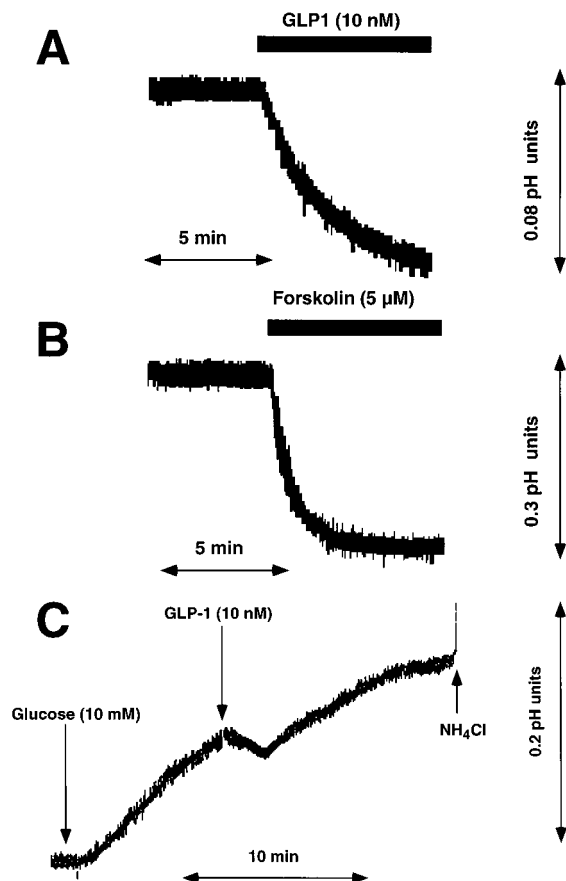 A
GLP1 (10 nM)
0.08 pH units
5 min
B
Forskolin (5 µM)
0.3 pH units
5 min
C
GLP-1 (10 nM)
Glucose (10 mM)
NH₄Cl
0.2 pH units
10 min